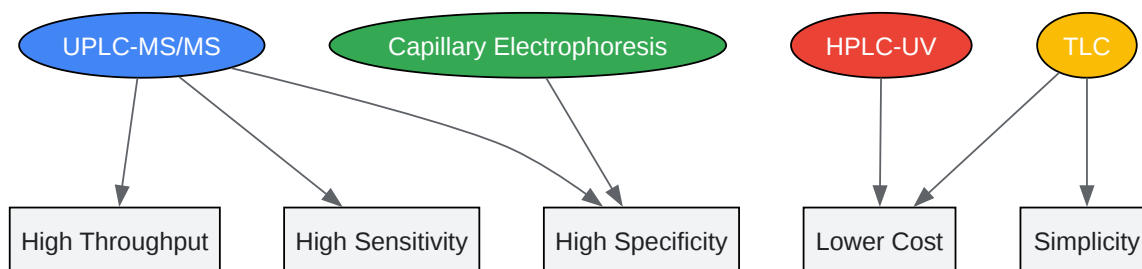 UPLC-MS/MS
Capillary Electrophoresis
HPLC-UV
TLC
High Throughput
High Sensitivity
High Specificity
Lower Cost
Simplicity